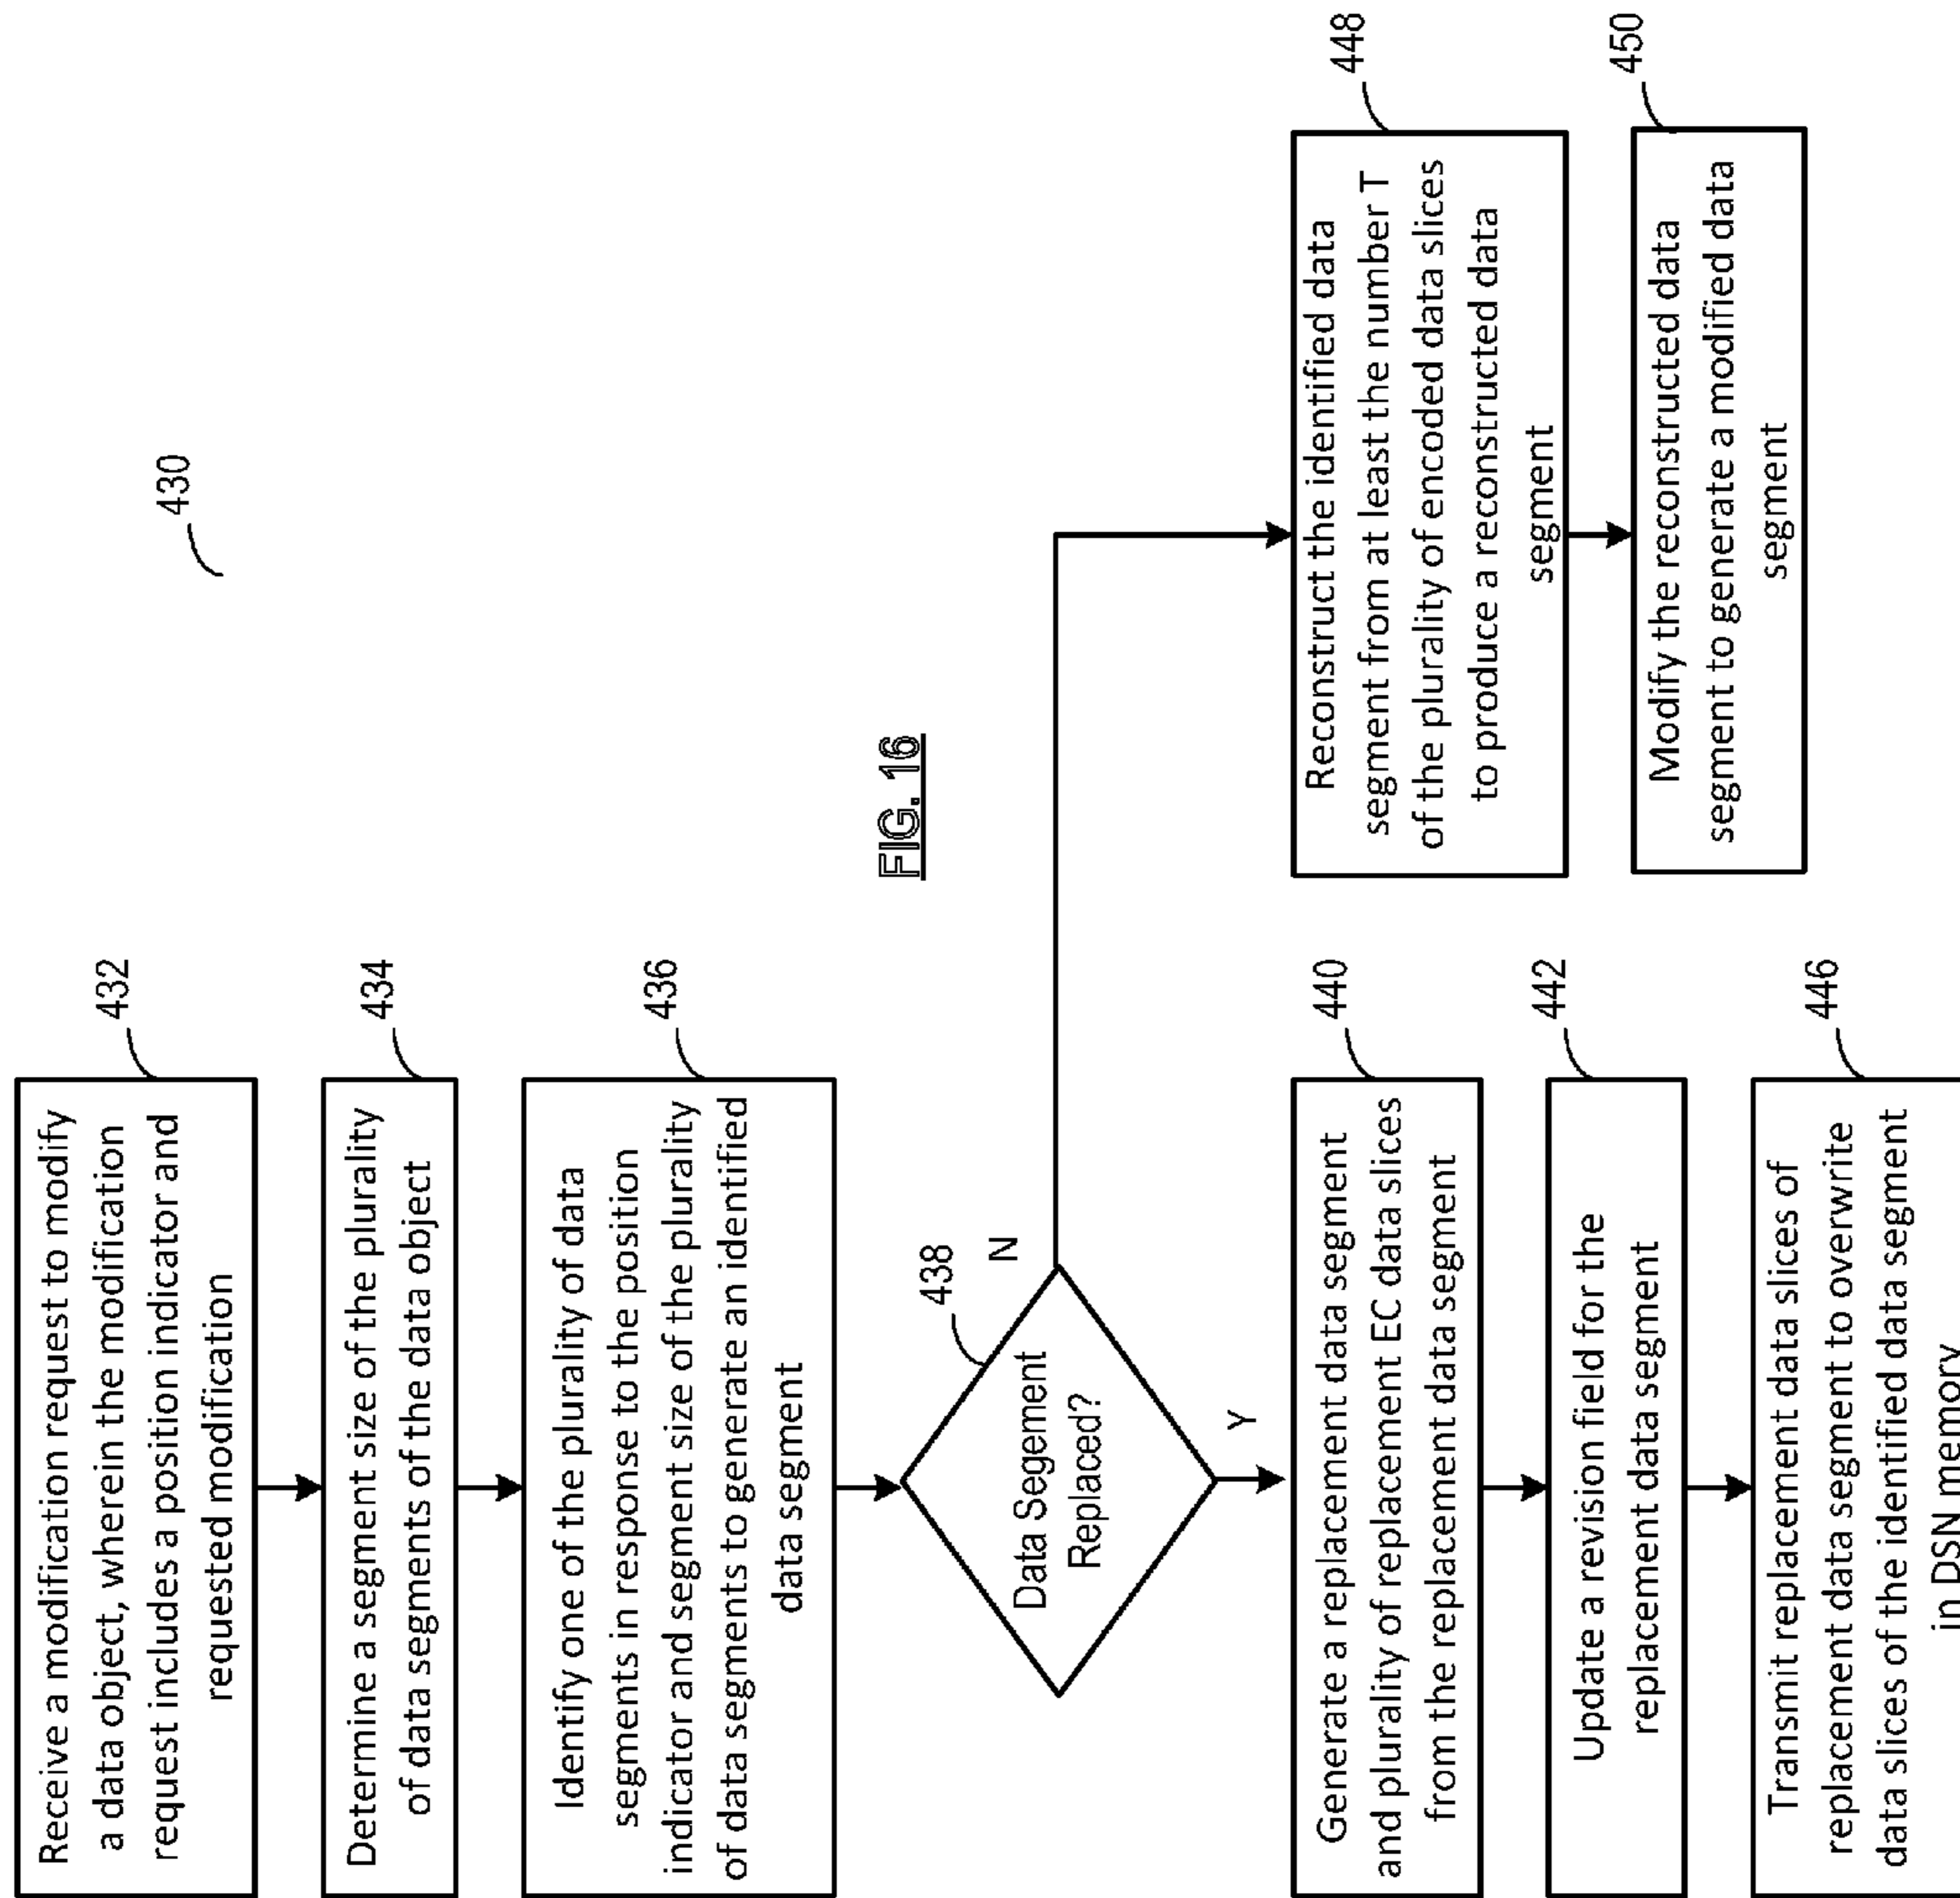 430
Receive a modification request to modify
a data object, wherein the modification
request includes a position indicator and
requested modification
432
Determine a segment size of the plurality
of data segments of the data object
434
Identify one of the plurality of data
segments in response to the position
indicator and segment size of the plurality
of data segments to generate an identified
data segment
436
FIG. 16
Data Segement
Replaced?
438
N
Y
Generate a replacement data segment
and plurality of replacement EC data slices
from the replacement data segment
440
Update a revision field for the
replacement data segment
442
Transmit replacement data slices of
replacement data segment to overwrite
data slices of the identified data segment
in DSN memory
446
Reconstruct the identified data
segment from at least the number T
of the plurality of encoded data slices
to produce a reconstructed data
segment
448
Modify the reconstructed data
segment to generate a modified data
segment
450